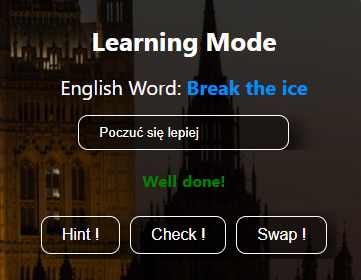 Learning Mode
English Word: Break the ice
Poczuć się lepiej
Well done!
Hint ! Check ! Swap !